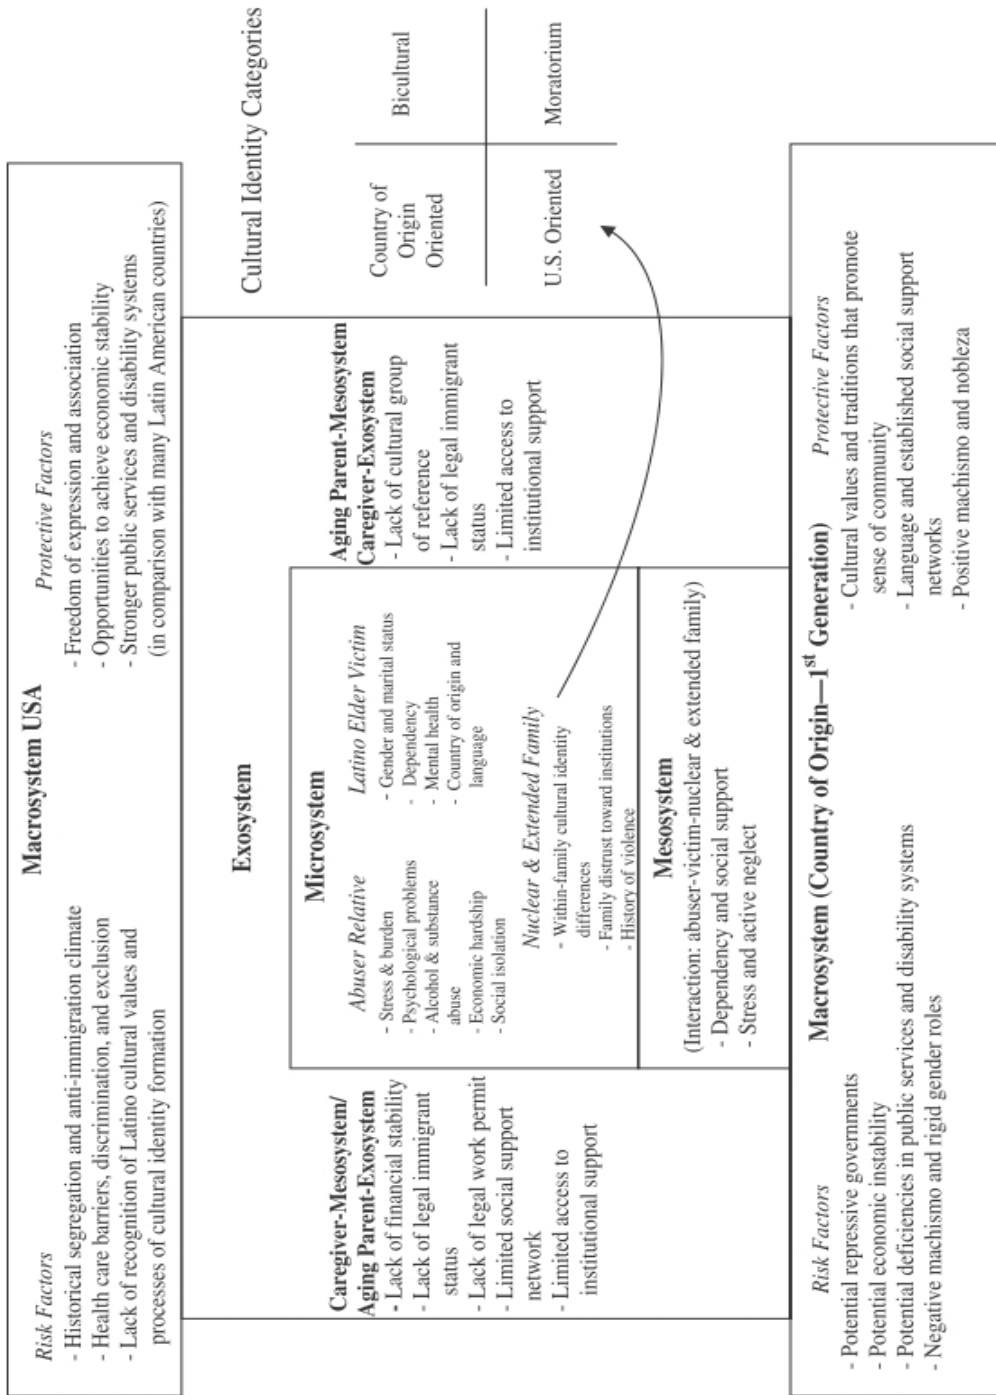 Macrosystem USA
Risk Factors
- Historical segregation and anti-immigration climate
- Health care barriers, discrimination, and exclusion
- Lack of recognition of Latino cultural values and
processes of cultural identity formation
Protective Factors
- Freedom of expression and association
- Opportunities to achieve economic stability
- Stronger public services and disability systems
(in comparison with many Latin American countries)
Exosystem
Caregiver-Mesosystem/
Aging Parent-Exosystem
- Lack of financial stability
- Lack of legal immigrant
status
- Lack of legal work permit
- Limited social support
network
- Limited access to
institutional support
Microsystem
Abuser Relative
- Stress & burden
- Psychological problems
- Alcohol & substance
abuse
- Economic hardship
- Social isolation
Latino Elder Victim
- Gender and marital status
- Dependency
- Mental health
- Country of origin and
language
Nuclear & Extended Family
- Within-family cultural identity
differences
- Family distrust toward institutions
- History of violence
Mesosystem
(Interaction: abuser-victim-nuclear & extended family)
- Dependency and social support
- Stress and active neglect
Aging Parent-Mesosystem
Caregiver-Exosystem
- Lack of cultural group
of reference
- Lack of legal immigrant
status
- Limited access to
institutional support
Cultural Identity Categories
Country of
Origin
Oriented
Bicultural
U.S. Oriented
Moratorium
Macrosystem (Country of Origin—1st Generation)
Risk Factors
- Potential repressive governments
- Potential economic instability
- Potential deficiencies in public services and disability systems
- Negative machismo and rigid gender roles
Protective Factors
- Cultural values and traditions that promote
sense of community
- Language and established social support
networks
- Positive machismo and nobleza